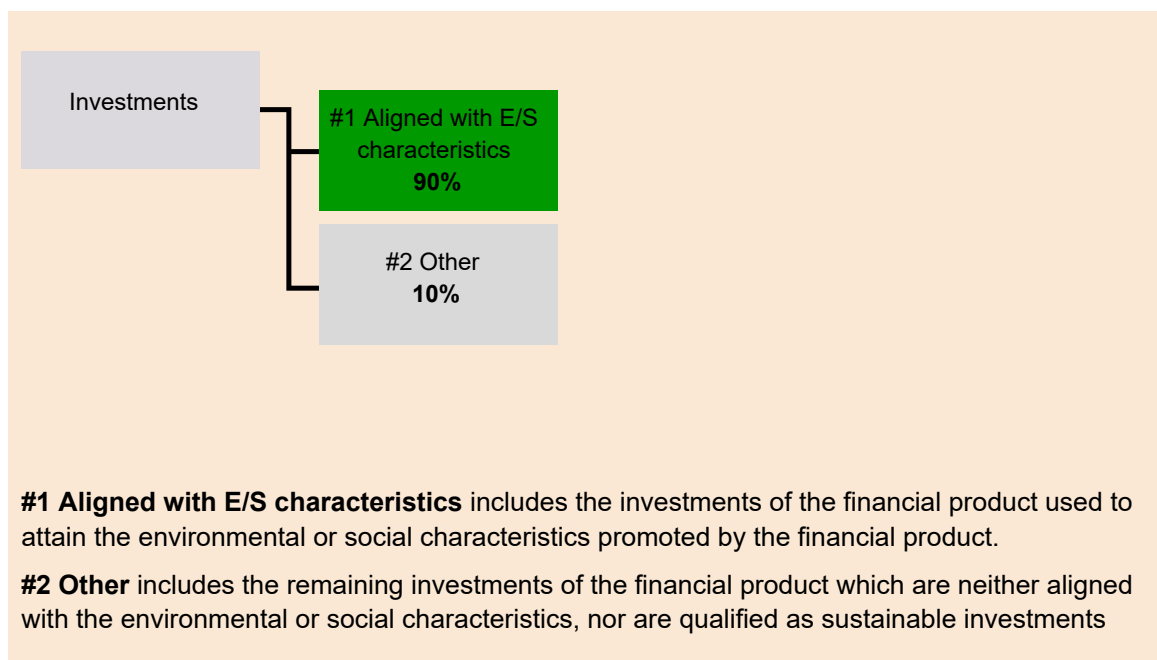 Investments
#1 Aligned with E/S
characteristics
90%
#2 Other
10%
#1 Aligned with E/S characteristics includes the investments of the financial product used to
attain the environmental or social characteristics promoted by the financial product.
#2 Other includes the remaining investments of the financial product which are neither aligned
with the environmental or social characteristics, nor are qualified as sustainable investments